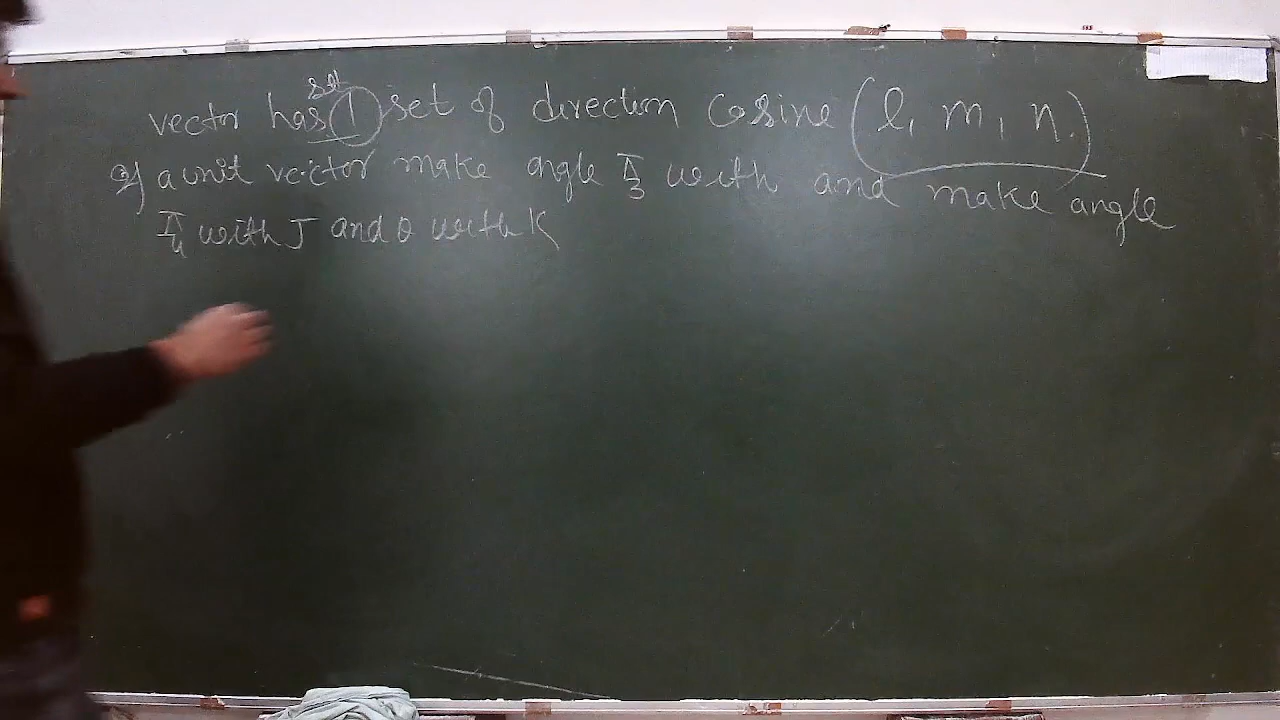 vector has 1 set of direction Cosine (l, m, n.)
If a unit vector make angle π/3 with and make angle
π/4 with J and θ with K